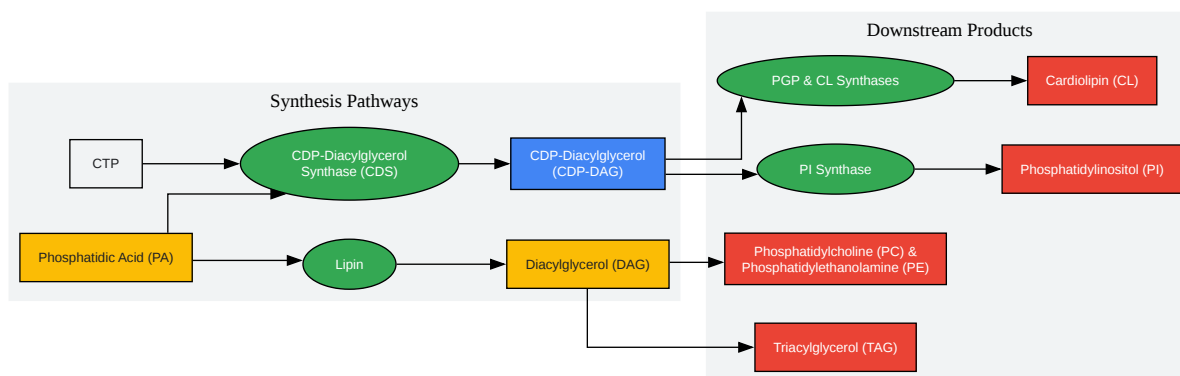 Downstream Products
PGP & CL Synthases
Cardiolipin (CL)
Synthesis Pathways
CTP
CDP-Diacylglycerol
Synthase (CDS)
CDP-Diacylglycerol
(CDP-DAG)
PI Synthase
Phosphatidylinositol (PI)
Phosphatidic Acid (PA)
Lipin
Diacylglycerol (DAG)
Phosphatidylcholine (PC) &
Phosphatidylethanolamine (PE)
Triacylglycerol (TAG)